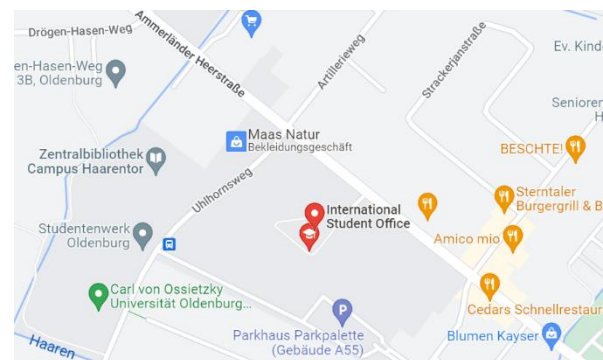 Drögen-Hasen-Weg
Ammerländer Heerstraße
Artillerieweg
Strackerjanstraße
Ev. Kind
en-Hasen-Weg
3B, Oldenburg
Senioren
H
Maas Natur
Bekleidungsgeschäft
BESCHTE!
Zentralbibliothek
Campus Haarentor
Uhlhornsweg
Sterntaler
Burgergrill & B
International
Student Office
Studentenwerk
Oldenburg
Amico mio
Carl von Ossietzky
Universität Oldenburg...
Cedars Schnellrestaur
Haaren
P
Parkhaus Parkpalette
(Gebäude A55)
Blumen Kayser